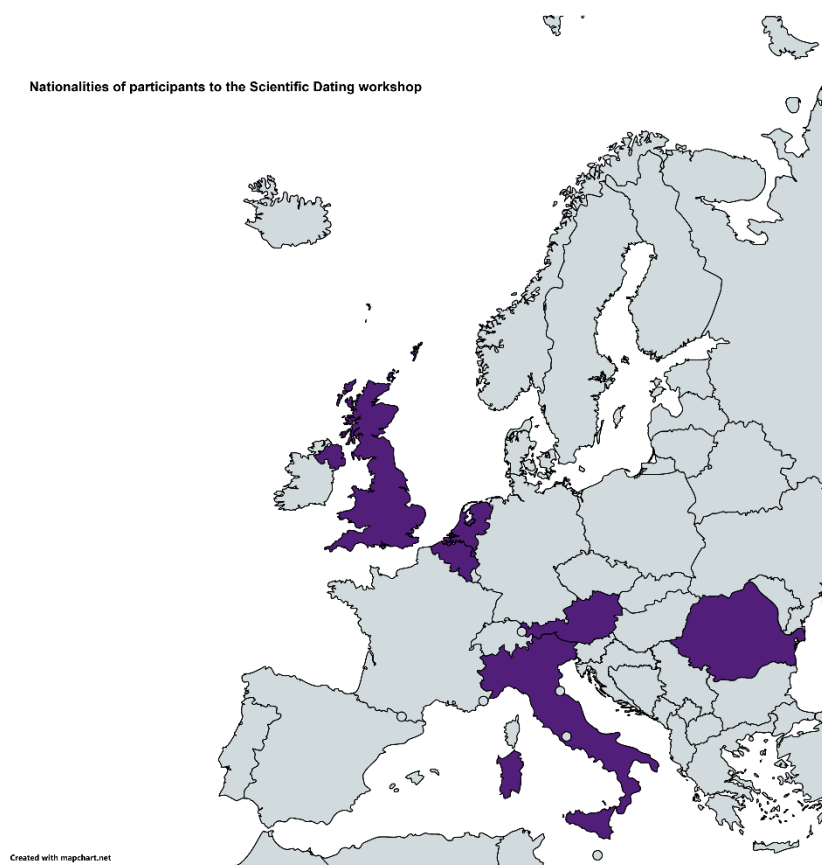 Nationalities of participants to the Scientific Dating workshop
Created with mapchart.net